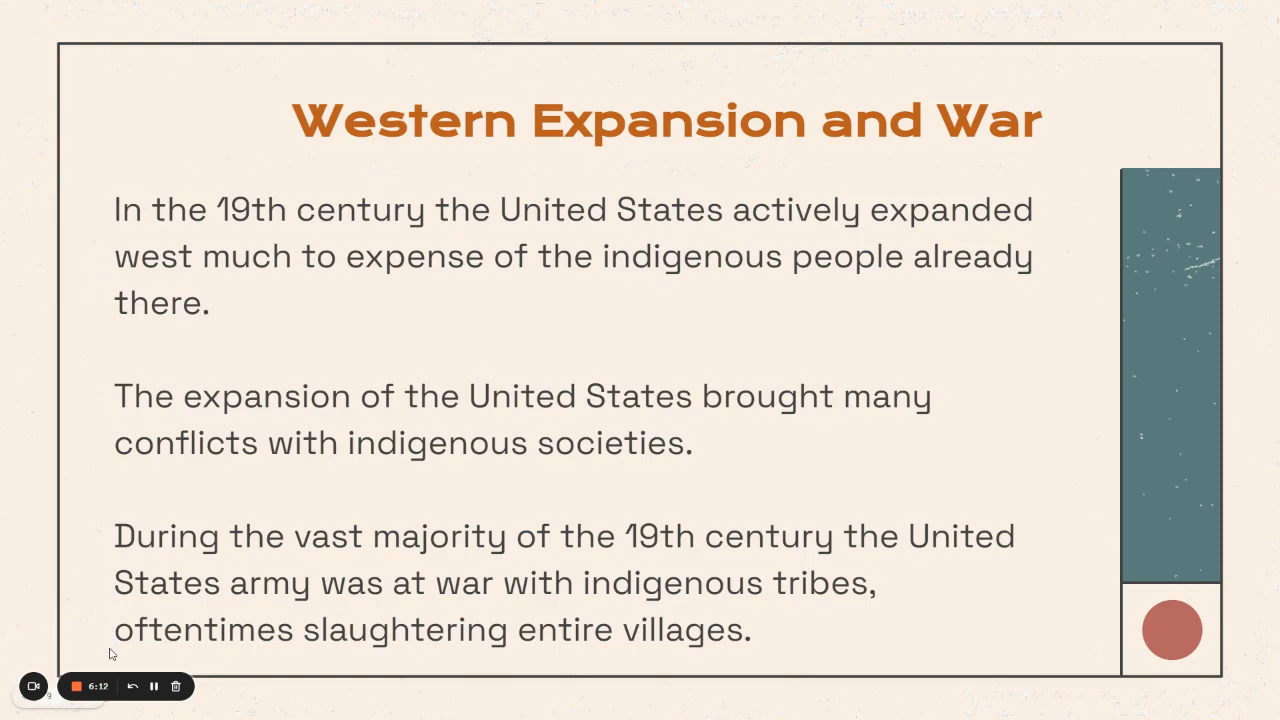 Western Expansion and War
In the 19th century the United States actively expanded
west much to expense of the indigenous people already
there.
The expansion of the United States brought many
conflicts with indigenous societies.
During the vast majority of the 19th century the United
States army was at war with indigenous tribes,
oftentimes slaughtering entire villages.
6:12
9